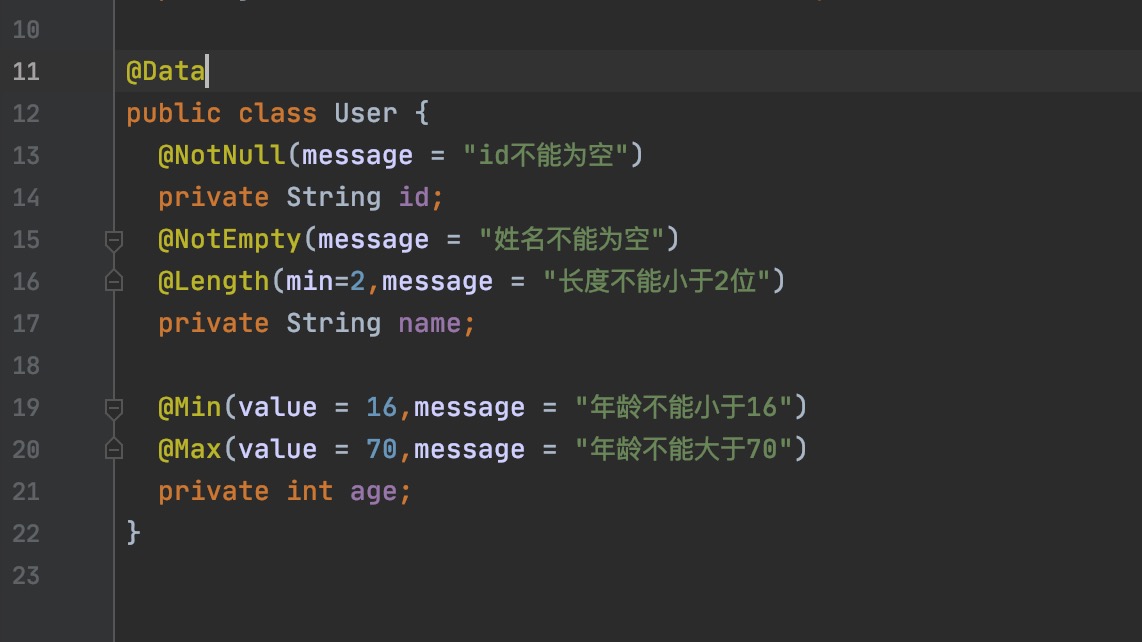 10
11 @Data
12 public class User {
13 @NotNull(message = "id不能为空")
14 private String id;
15 @NotEmpty(message = "姓名不能为空")
16 @Length(min=2,message = "长度不能小于2位")
17 private String name;
18
19 @Min(value = 16,message = "年龄不能小于16")
20 @Max(value = 70,message = "年龄不能大于70")
21 private int age;
22 }
23